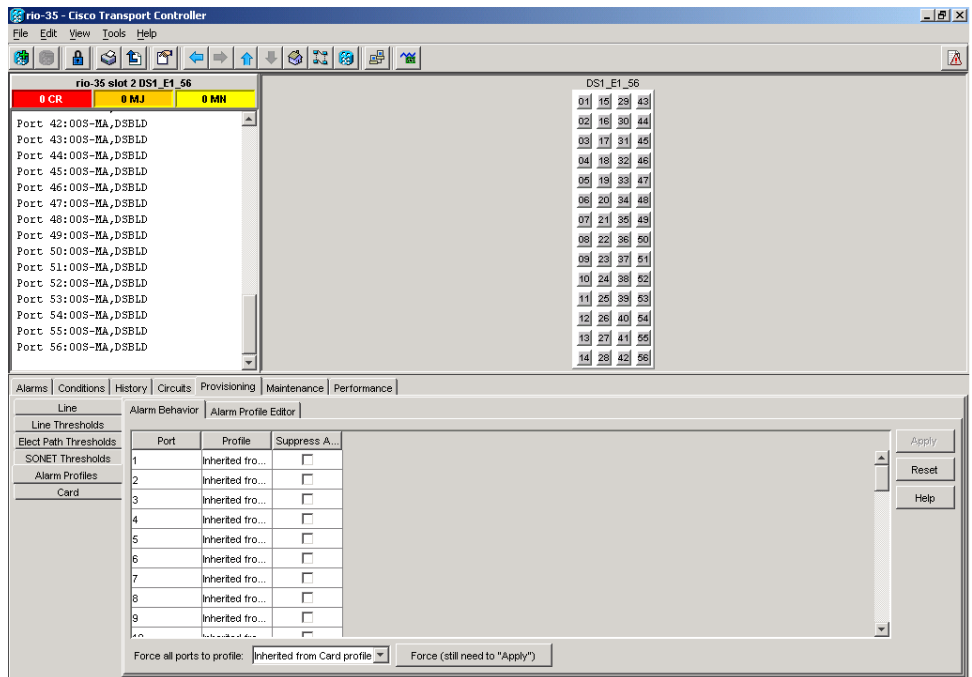 rio-35 - Cisco Transport Controller
File Edit View Tools Help
rio-35 slot 2 DS1_E1_56
0 CR 0 MJ 0 MN
Port 42:OOS-MA,DSBLD
Port 43:OOS-MA,DSBLD
Port 44:OOS-MA,DSBLD
Port 45:OOS-MA,DSBLD
Port 46:OOS-MA,DSBLD
Port 47:OOS-MA,DSBLD
Port 48:OOS-MA,DSBLD
Port 49:OOS-MA,DSBLD
Port 50:OOS-MA,DSBLD
Port 51:OOS-MA,DSBLD
Port 52:OOS-MA,DSBLD
Port 53:OOS-MA,DSBLD
Port 54:OOS-MA,DSBLD
Port 55:OOS-MA,DSBLD
Port 56:OOS-MA,DSBLD
DS1_E1_56
01 15 29 43
02 16 30 44
03 17 31 45
04 18 32 46
05 19 33 47
06 20 34 48
07 21 35 49
08 22 36 50
09 23 37 51
10 24 38 52
11 25 39 53
12 26 40 54
13 27 41 55
14 28 42 56
Alarms Conditions History Circuits Provisioning Maintenance Performance
Line
Line Thresholds
Elect Path Thresholds
SONET Thresholds
Alarm Profiles
Card
Alarm Behavior Alarm Profile Editor
Port Profile Suppress A...
1 Inherited fro...
2 Inherited fro...
3 Inherited fro...
4 Inherited fro...
5 Inherited fro...
6 Inherited fro...
7 Inherited fro...
8 Inherited fro...
9 Inherited fro...
Force all ports to profile: Inherited from Card profile Force (still need to "Apply")
Apply
Reset
Help